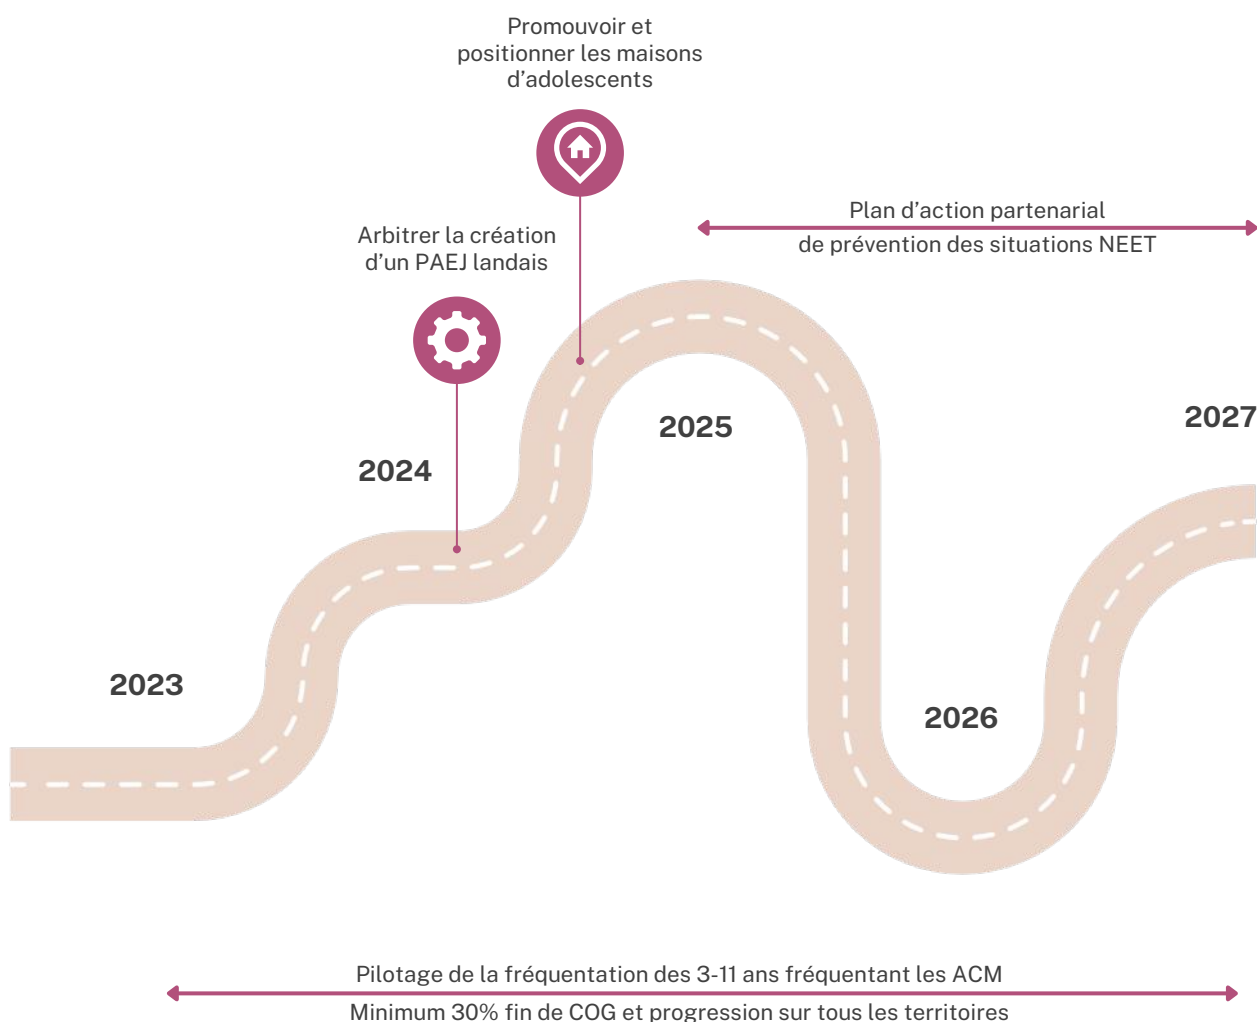 Promouvoir et
positionner les maisons
d’adolescents
Plan d’action partenarial
de prévention des situations NEET
Arbitrer la création
d’un PAEJ landais
2027
2025
2024
2023
2026
Pilotage de la fréquentation des 3-11 ans fréquentant les ACM
Minimum 30% fin de COG et progression sur tous les territoires